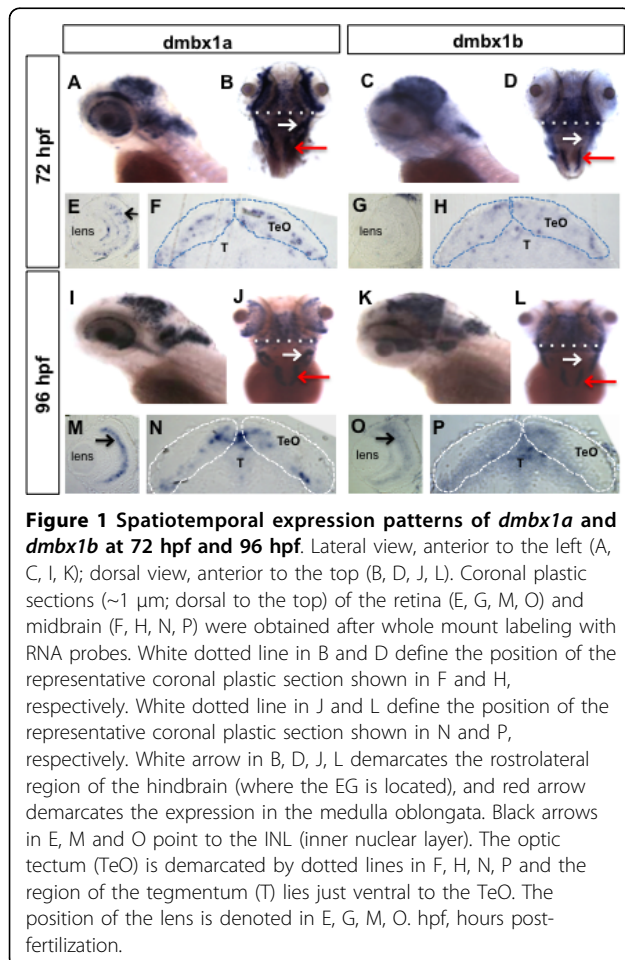 dmbx1a
dmbx1b
72 hpf
A
B
C
D
E
lens
F
TeO
T
G
lens
H
TeO
T
96 hpf
I
J
K
L
M
lens
N
TeO
T
O
lens
P
TeO
T
Figure 1 Spatiotemporal expression patterns of dmbx1a and
dmbx1b at 72 hpf and 96 hpf. Lateral view, anterior to the left (A,
C, I, K); dorsal view, anterior to the top (B, D, J, L). Coronal plastic
sections (~1 μm; dorsal to the top) of the retina (E, G, M, O) and
midbrain (F, H, N, P) were obtained after whole mount labeling with
RNA probes. White dotted line in B and D define the position of the
representative coronal plastic section shown in F and H,
respectively. White dotted line in J and L define the position of the
representative coronal plastic section shown in N and P,
respectively. White arrow in B, D, J, L demarcates the rostrolateral
region of the hindbrain (where the EG is located), and red arrow
demarcates the expression in the medulla oblongata. Black arrows
in E, M and O point to the INL (inner nuclear layer). The optic
tectum (TeO) is demarcated by dotted lines in F, H, N, P and the
region of the tegmentum (T) lies just ventral to the TeO. The
position of the lens is denoted in E, G, M, O. hpf, hours post-
fertilization.